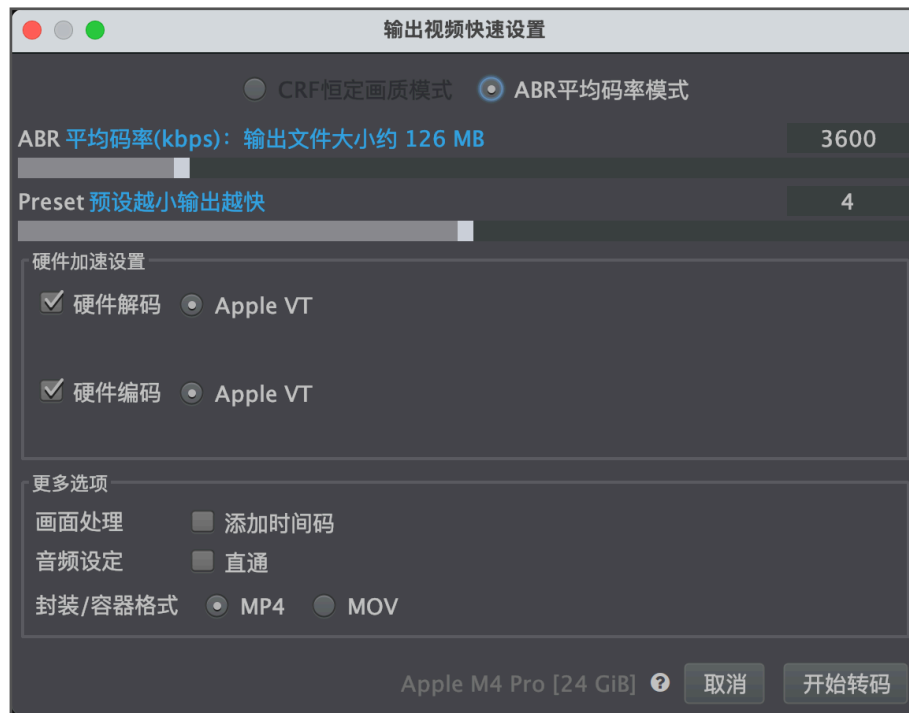 输出视频快速设置
CRF恒定画质模式 ABR平均码率模式
ABR 平均码率(kbps)：输出文件大小约 126 MB 3600
Preset 预设越小输出越快 4
硬件加速设置
硬件解码 Apple VT
硬件编码 Apple VT
更多选项
画面处理 添加时间码
音频设定 直通
封装/容器格式 MP4 MOV
Apple M4 Pro [24 GiB] ? 取消 开始转码